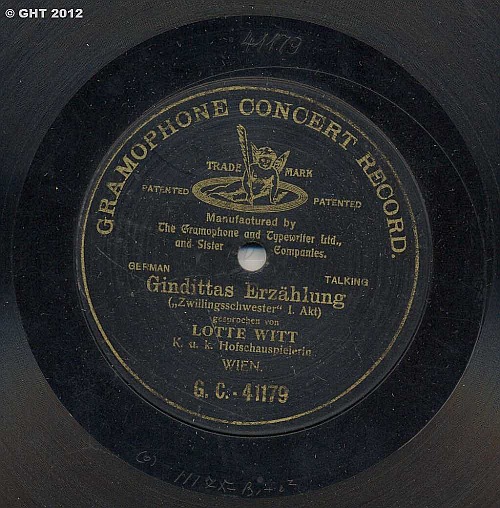 © GHT 2012
41179
GRAMOPHONE CONCERT RECORD.
TRADE MARK
PATENTED PATENTED
Manufactured by
The Gramophone and Typewriter Ltd.,
and Sister Companies.
GERMAN TALKING
Gindittas Erzählung
(„Zwillingsschwester“ I. Akt)
gesprochen von
LOTTE WITT
K. u. k. Hofschauspielerin
WIEN.
G. C.-41179